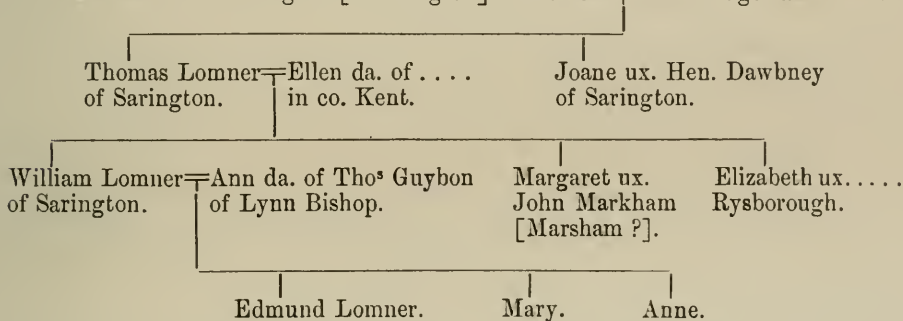 Thomas Lomner=Ellen da. of . . . .
of Sarington. in co. Kent.
Joane ux. Hen. Dawbney
of Sarington.
William Lomner=Ann da. of Thoˢ Guybon
of Sarington. of Lynn Bishop.
Margaret ux.
John Markham
[Marsham ?].
Elizabeth ux. . . . .
Rysborough.
Edmund Lomner. Mary. Anne.